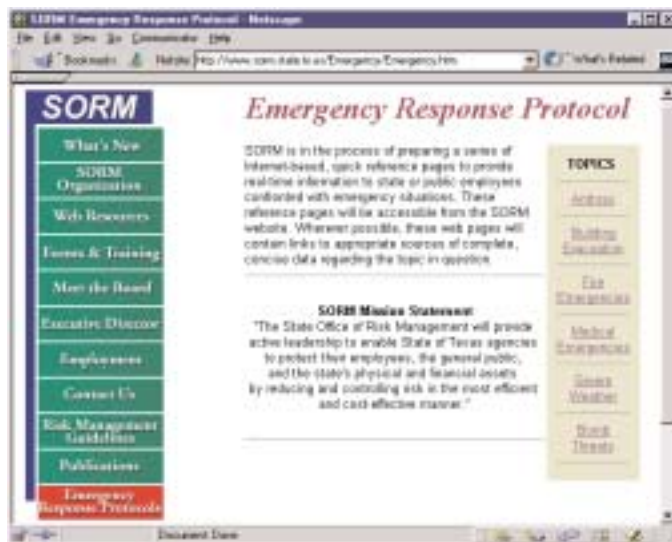 SORM Emergency Response Protocol - Netscape
File Edit View Go Communicator Help
Bookmarks Netsite: http://www.sorm.state.tx.us/Emergency/Emergency.htm What's Related
SORM
What's New
SORM
Organization
Web Resources
Events & Training
Meet the Board
Executive Director
Employment
Contact Us
Risk Management
Guidelines
Publications
Emergency
Response Protocols
Emergency Response Protocol
SORM is in the process of preparing a series of
Internet-based, quick reference pages to provide
real-time information to state or public employees
confronted with emergency situations. These
reference pages will be accessible from the SORM
website. Wherever possible, these web pages will
contain links to appropriate sources of complete,
concise data regarding the topic in question.
SORM Mission Statement
"The State Office of Risk Management will provide
active leadership to enable State of Texas agencies
to protect their employees, the general public,
and the state's physical and financial assets
by reducing and controlling risk in the most efficient
and cost-effective manner."
TOPICS
Anthrax
Building
Evacuation
Fire
Emergencies
Medical
Emergencies
Severe
Weather
Bomb
Threats
Document: Done